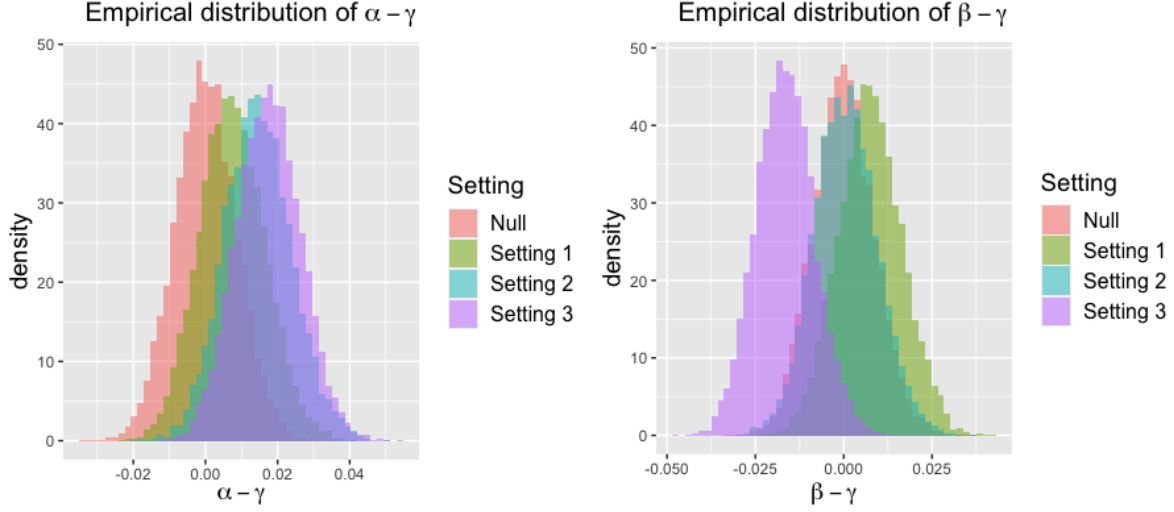 Empirical distribution of α − γ
50
40
30
20
10
0
density
-0.02
0.00
0.02
0.04
α − γ
Setting
Null
Setting 1
Setting 2
Setting 3
Empirical distribution of β − γ
50
40
30
20
10
0
density
-0.050
-0.025
0.000
0.025
β − γ
Setting
Null
Setting 1
Setting 2
Setting 3